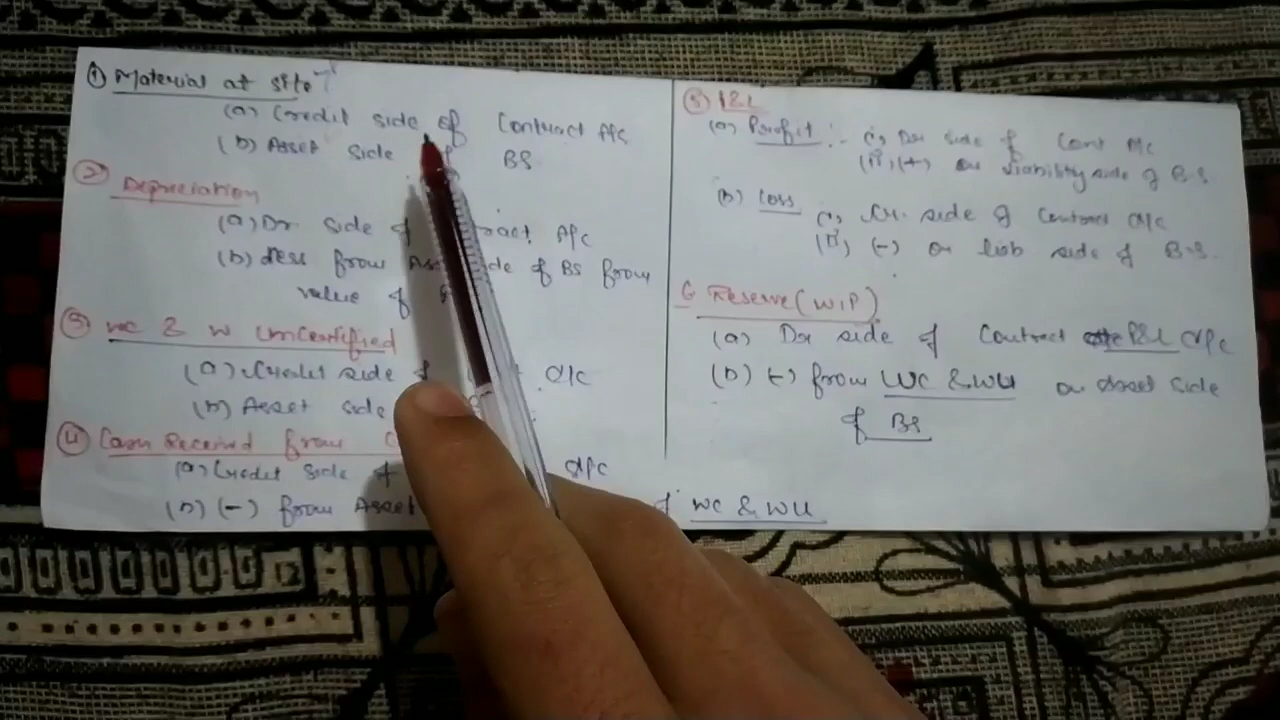 ① Material at site
(a) Credit side of Contract A/c
(b) Asset side of BS
② Depreciation
(a) Dr side of A/c
(b) Less from side of BS from
value of
③ WC & W Uncertified
(a) Credit side a/c
(b) Asset side
④ Cash Received from
(a) Credit side of a/c
(b) (-) from Asset of WC & WU
⑤ P&L
(a) Profit :- (i) Dr side of Cont A/c
(ii) (+) on Liability side of B.S.
(b) Loss (i) Cr. side of Contract a/c
(ii) (-) on liab side of B.S.
6 Reserve (WIP)
(a) Dr side of Contract P&L a/c
(b) (-) from WC & WU on Asset side
of BS